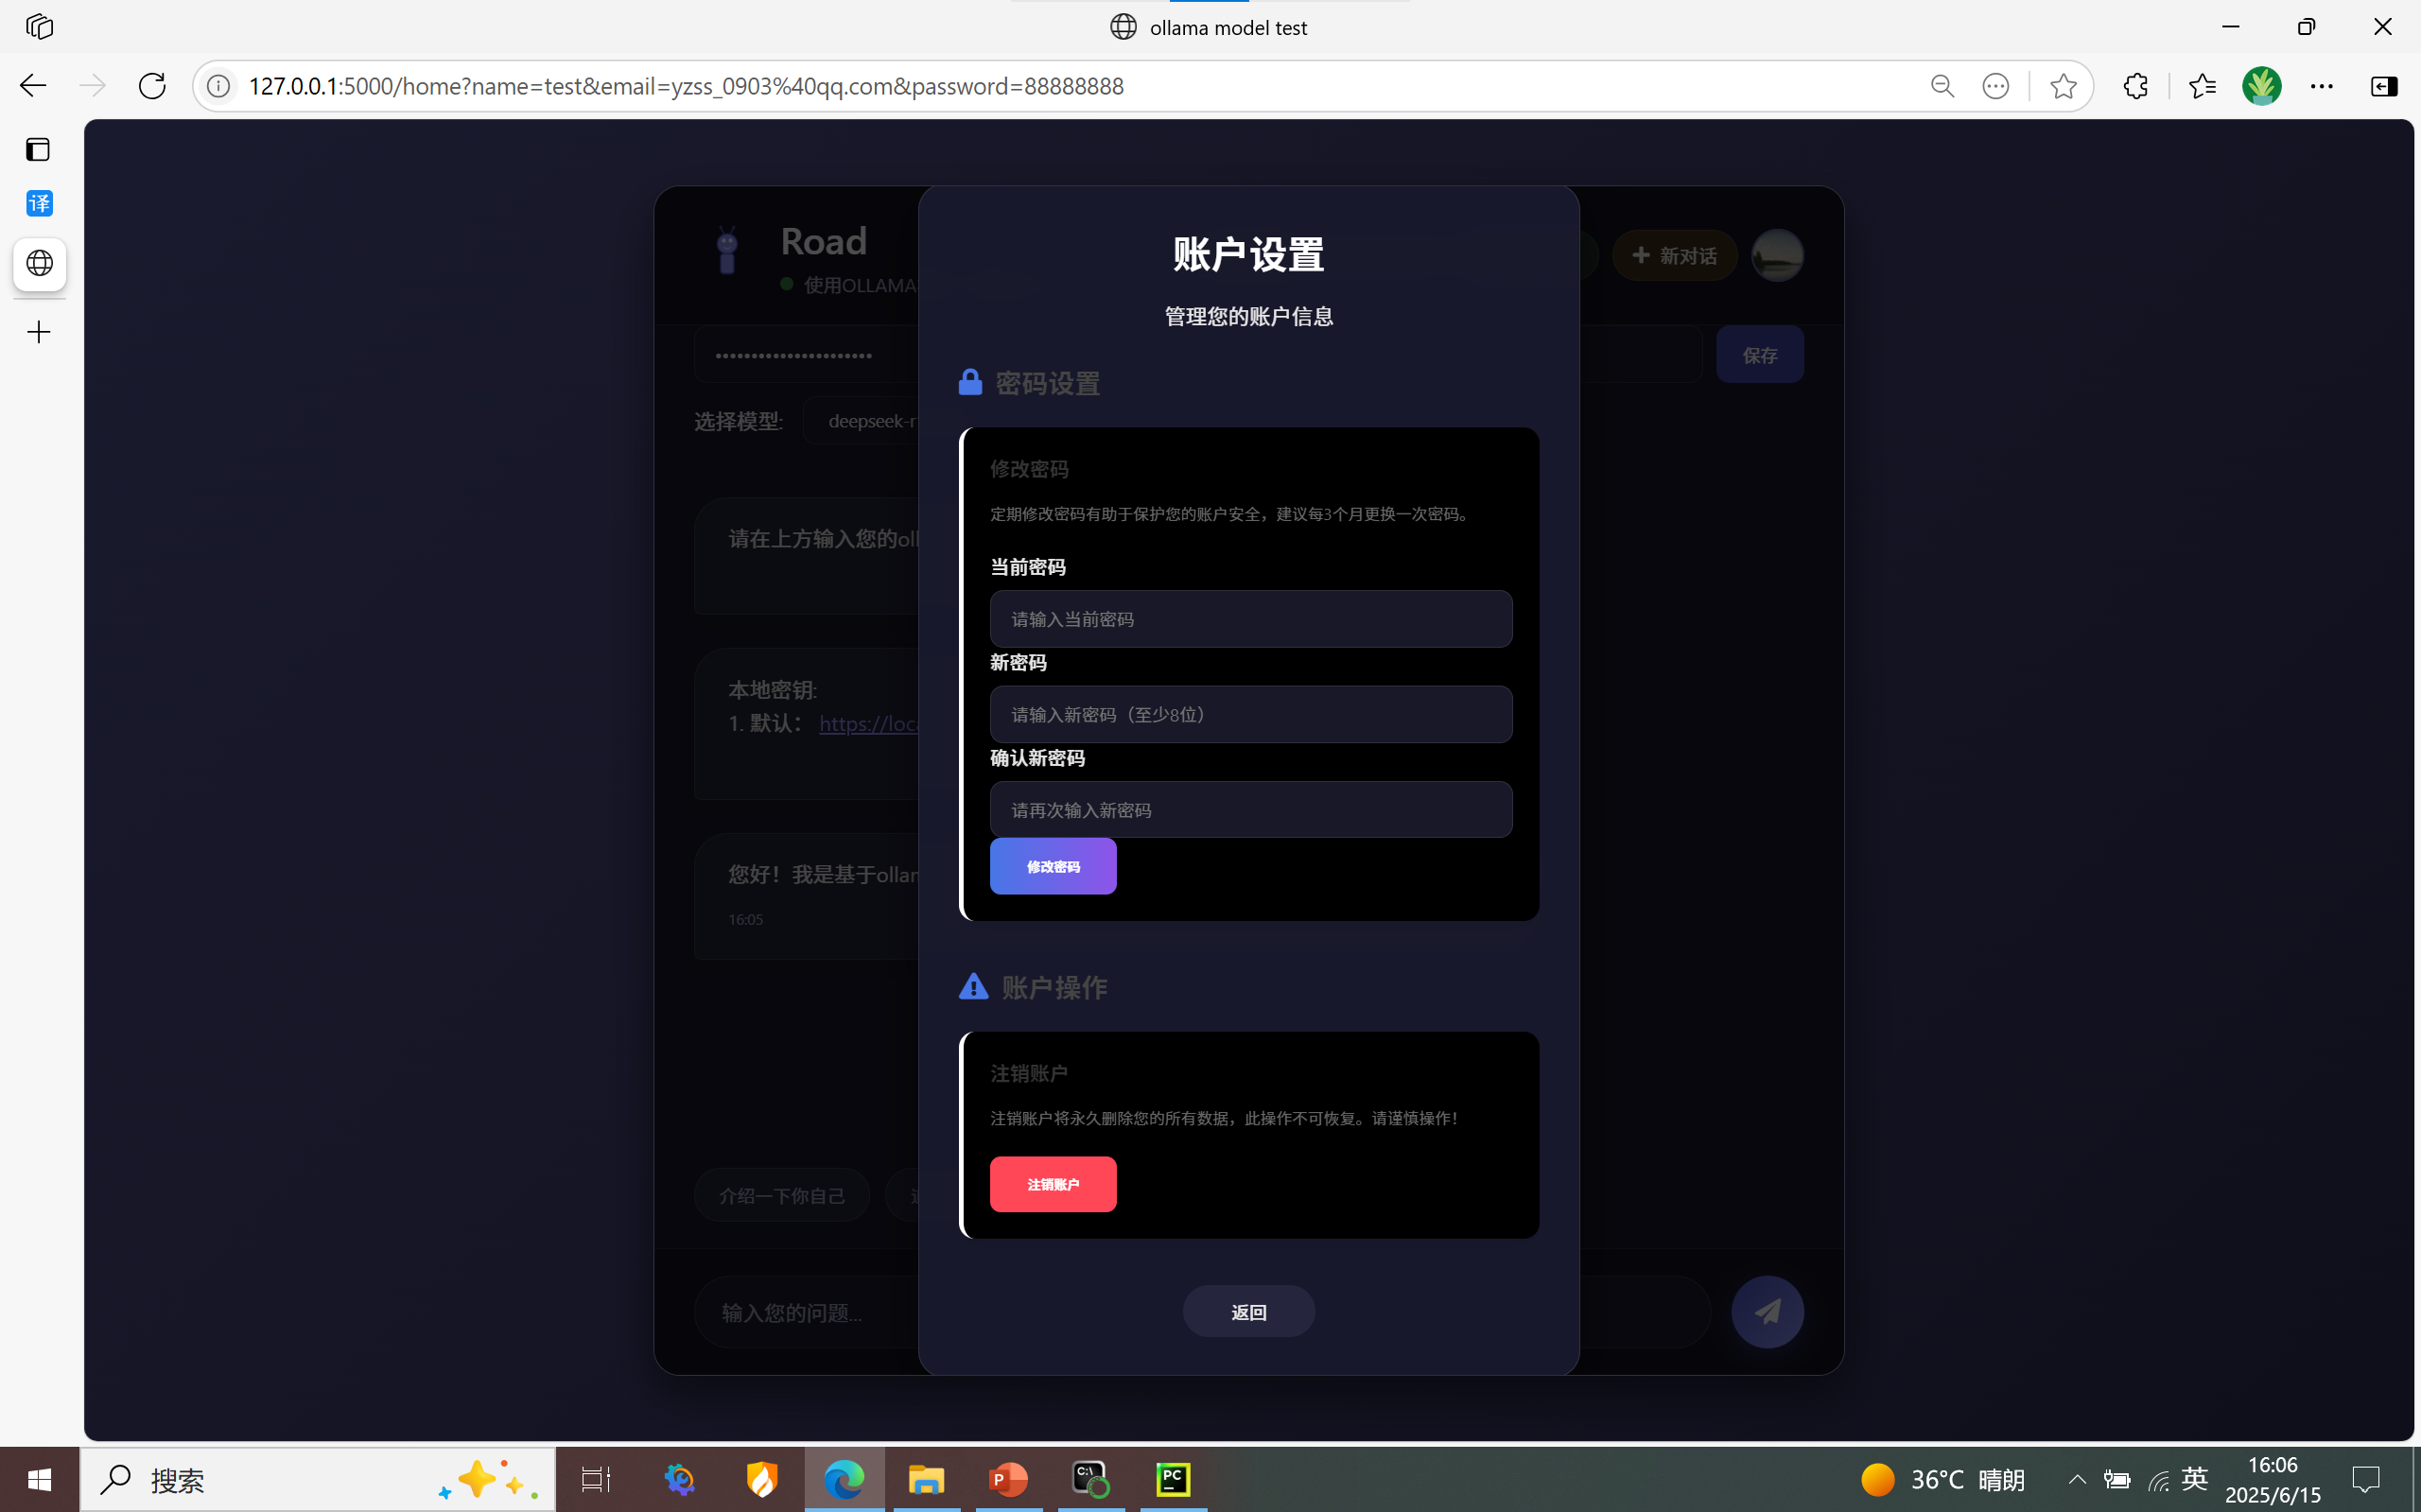 ollama model test
127.0.0.1:5000/home?name=test&email=yzss_0903%40qq.com&password=88888888
译
Road
使用OLLAMA
新对话
账户设置
管理您的账户信息
保存
选择模型:
deepseek-r
密码设置
修改密码
定期修改密码有助于保护您的账户安全，建议每3个月更换一次密码。
当前密码
请输入当前密码
新密码
请输入新密码（至少8位）
确认新密码
请再次输入新密码
修改密码
请在上方输入您的oll
本地密钥:
1. 默认： https://loca
您好！我是基于ollam
16:05
账户操作
注销账户
注销账户将永久删除您的所有数据，此操作不可恢复。请谨慎操作！
注销账户
介绍一下你自己
返回
输入您的问题...
搜索
P
C:\
PC
36°C 晴朗
英
16:06
2025/6/15